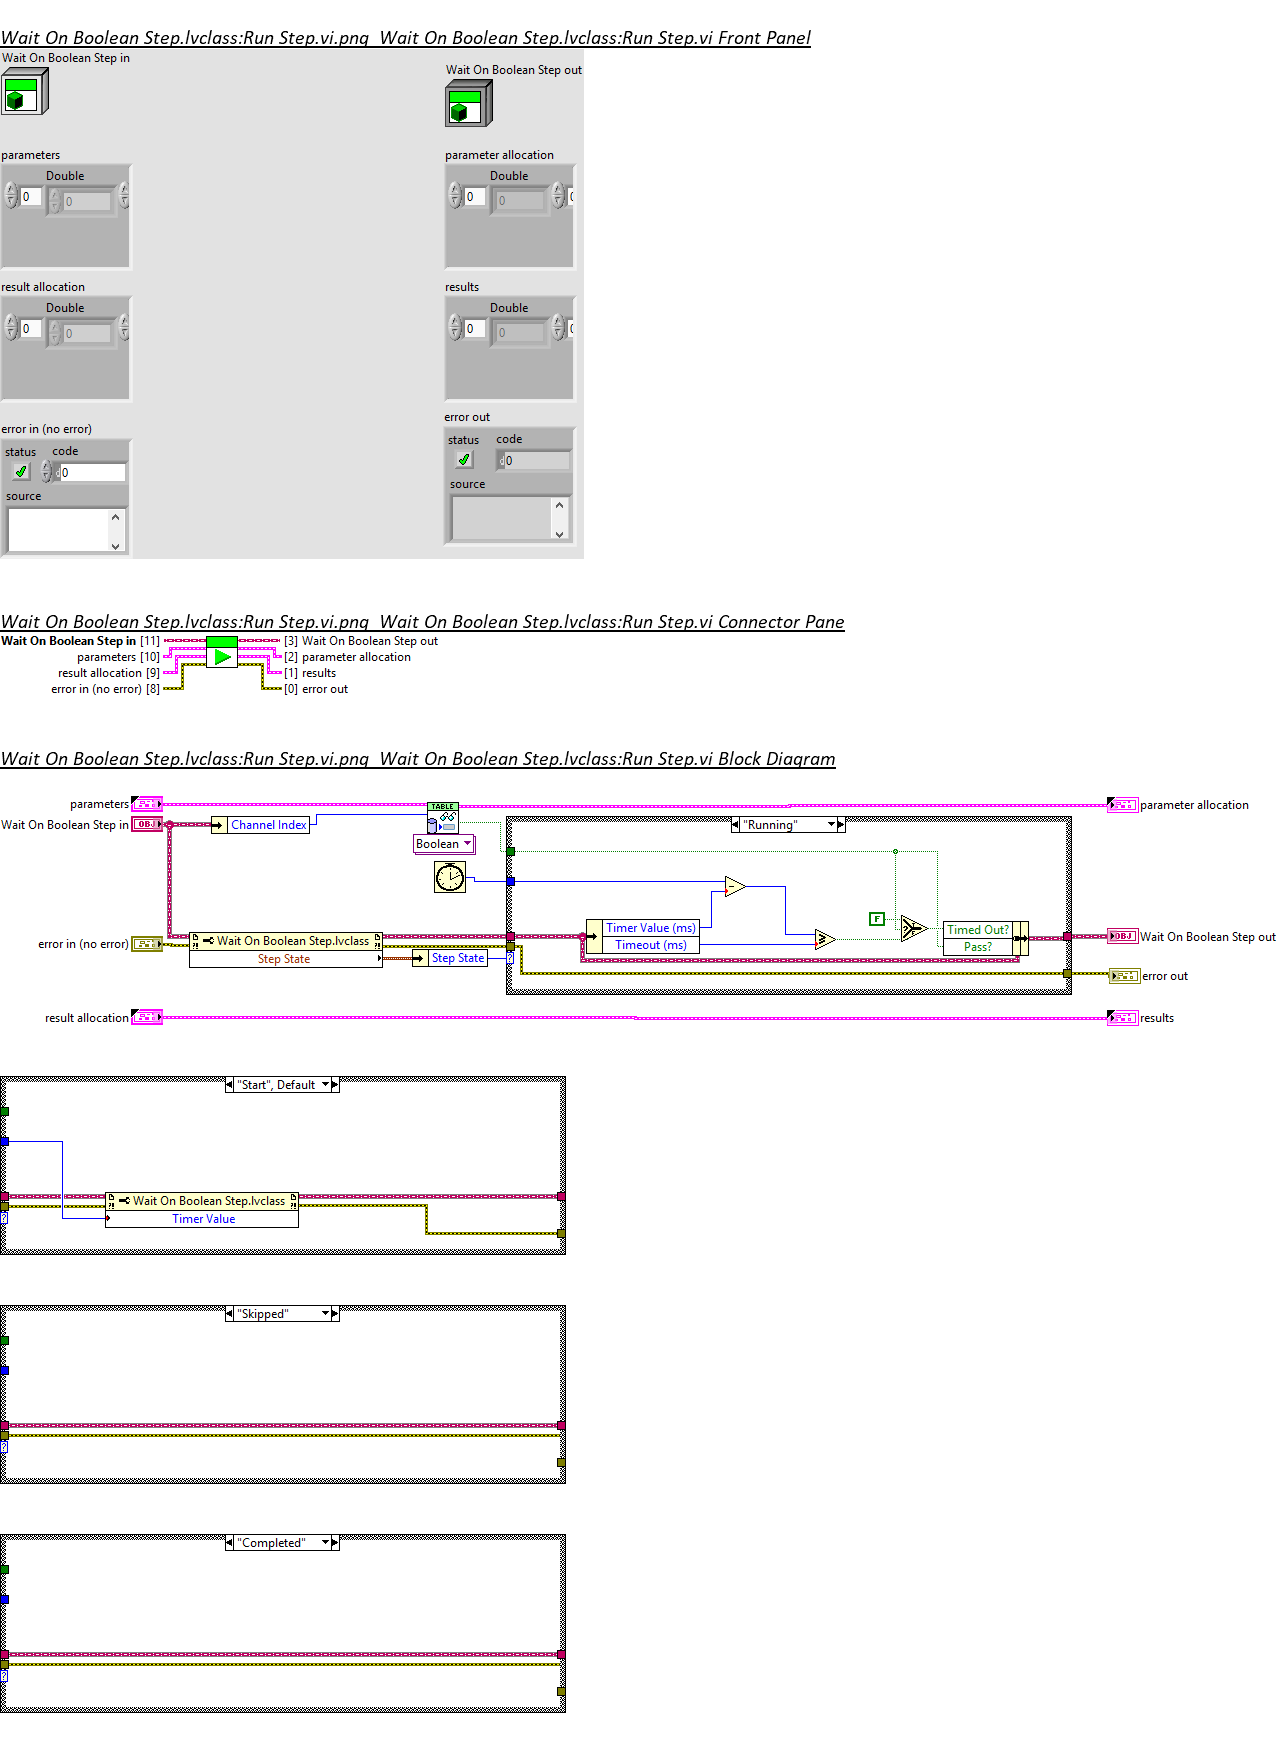 Wait On Boolean Step.lvclass:Run Step.vi.png Wait On Boolean Step.lvclass:Run Step.vi Front Panel
Wait On Boolean Step in
Wait On Boolean Step out
parameters
parameter allocation
Double
Double
0
0
0
0
result allocation
results
Double
Double
0
0
0
0
error in (no error)
error out
status
code
status
code
d0
d0
source
source
Wait On Boolean Step.lvclass:Run Step.vi.png Wait On Boolean Step.lvclass:Run Step.vi Connector Pane
Wait On Boolean Step in [11]
[3] Wait On Boolean Step out
parameters [10]
[2] parameter allocation
result allocation [9]
[1] results
error in (no error) [8]
[0] error out
Wait On Boolean Step.lvclass:Run Step.vi.png Wait On Boolean Step.lvclass:Run Step.vi Block Diagram
parameters
TABLE
parameter allocation
Wait On Boolean Step in
OBJ
Channel Index
"Running"
Boolean
F
Timer Value (ms)
Timeout (ms)
Timed Out?
Pass?
error in (no error)
Wait On Boolean Step.lvclass
Step State
Step State
?
OBJ
Wait On Boolean Step out
error out
result allocation
results
"Start", Default
Wait On Boolean Step.lvclass
Timer Value
?
"Skipped"
?
"Completed"
?